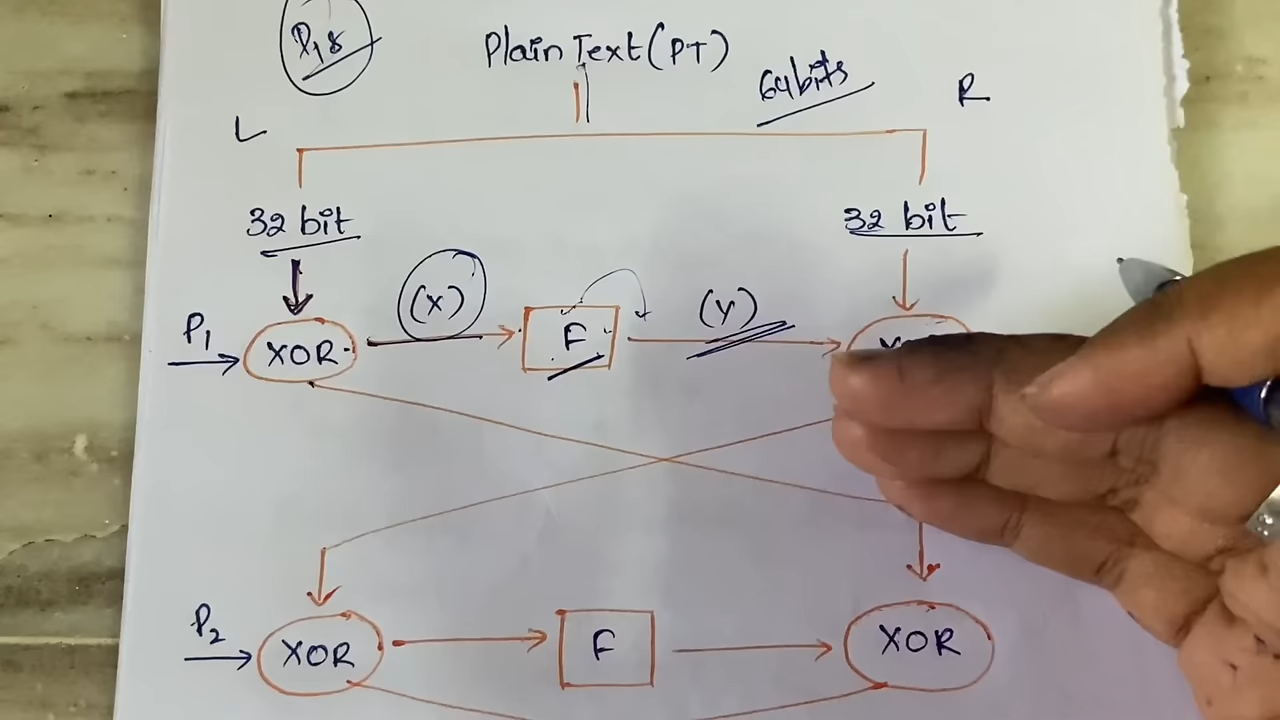 P18
Plain Text (PT)
64bits
L
R
32 bit
32 bit
P1
XOR
(X)
F
(Y)
P2
XOR
F
XOR